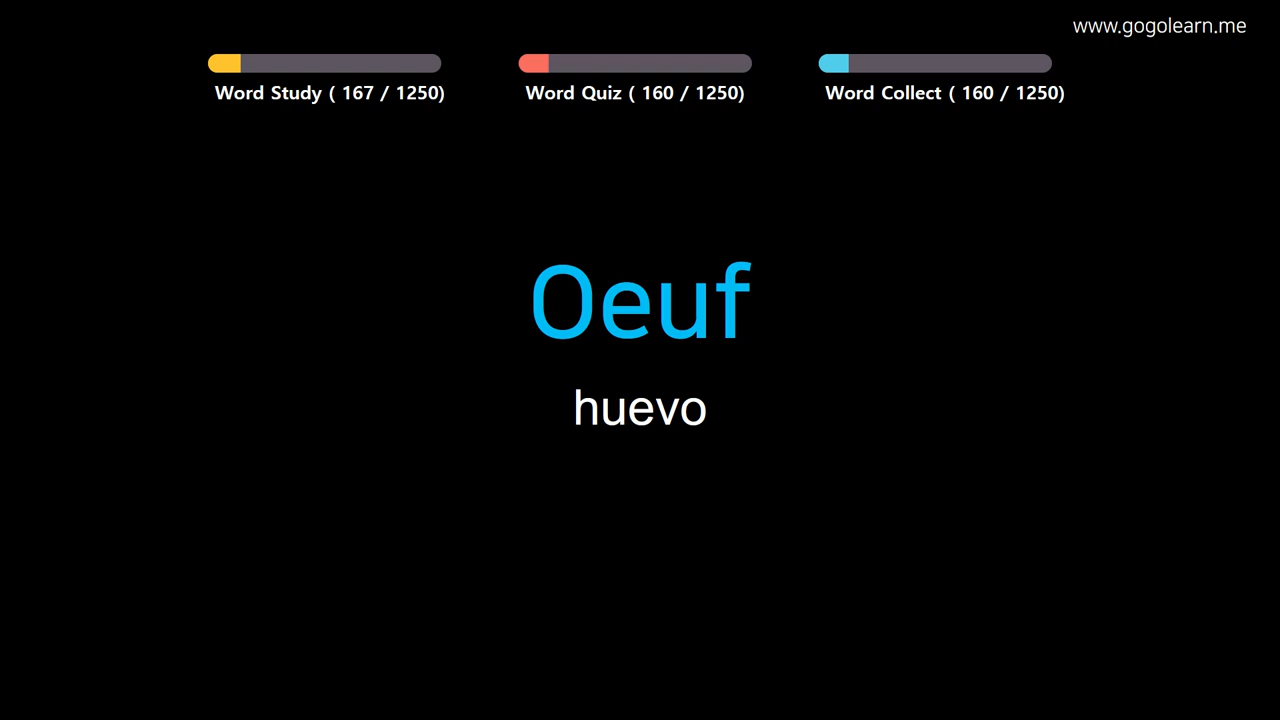 www.gogolearn.me
Word Study ( 167 / 1250)
Word Quiz ( 160 / 1250)
Word Collect ( 160 / 1250)
Oeuf
huevo